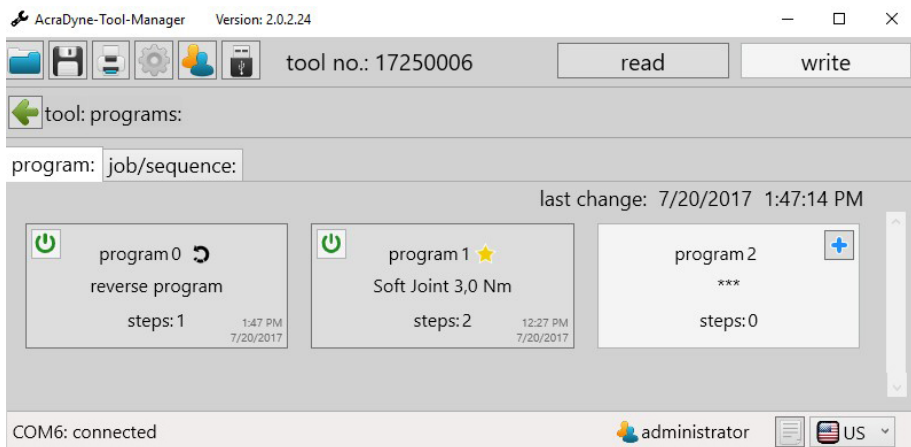 AcraDyne-Tool-Manager Version: 2.0.2.24
tool no.: 17250006 read write
tool: programs:
program: job/sequence:
last change: 7/20/2017 1:47:14 PM
program 0
reverse program
steps: 1 1:47 PM
7/20/2017
program 1
Soft Joint 3,0 Nm
steps: 2 12:27 PM
7/20/2017
program 2
***
steps: 0
COM6: connected administrator US